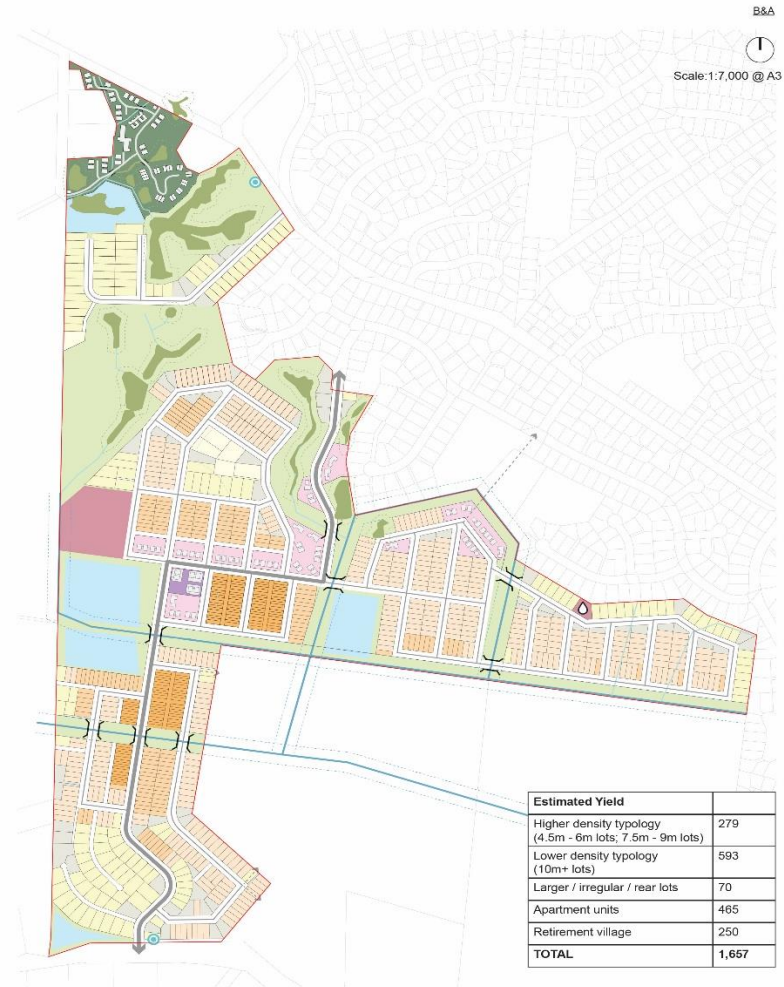 B&A
Scale:1:7,000 @ A3
Estimated Yield
Higher density typology 279
(4.5m - 6m lots; 7.5m - 9m lots)
Lower density typology 593
(10m+ lots)
Larger / irregular / rear lots 70
Apartment units 465
Retirement village 250
TOTAL 1,657